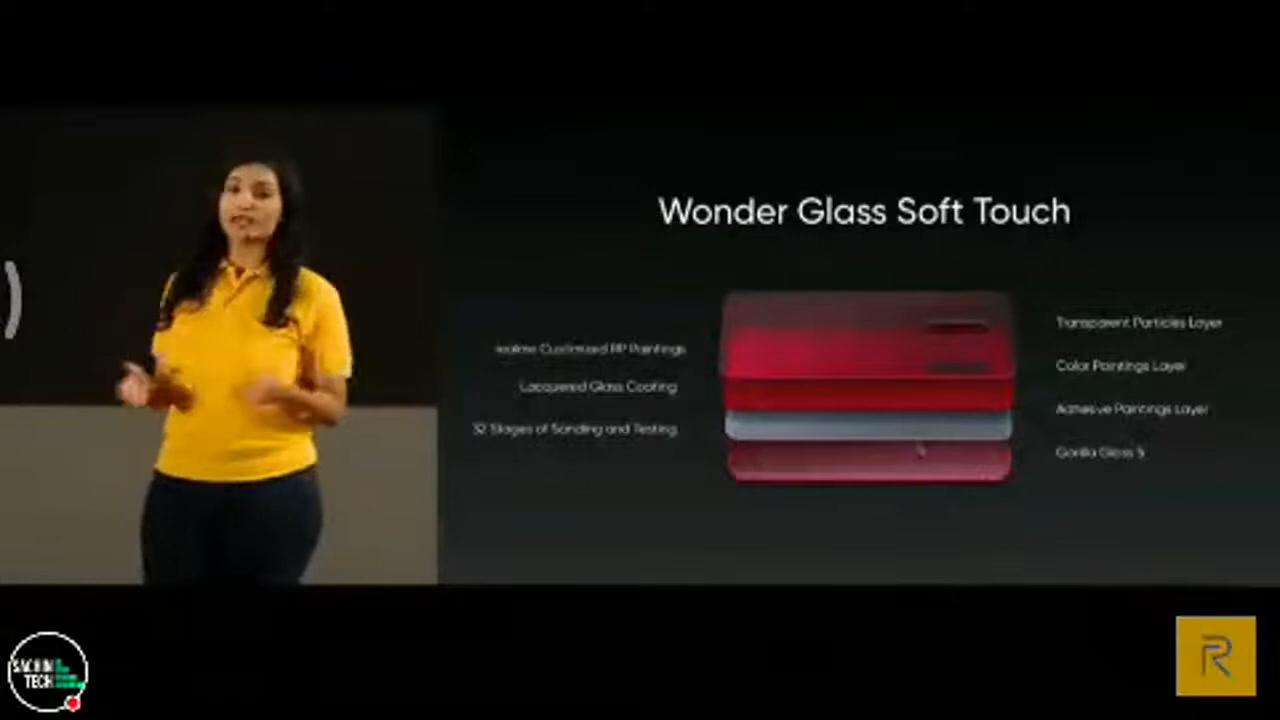 Wonder Glass Soft Touch
realme Customised PP Paintings
Lacquered Glass Coating
32 Stages of Sanding and Testing
Transparent Particles Layer
Color Paintings Layer
Adhesive Paintings Layer
Gorilla Glass 5
SACHIN
TECH
R